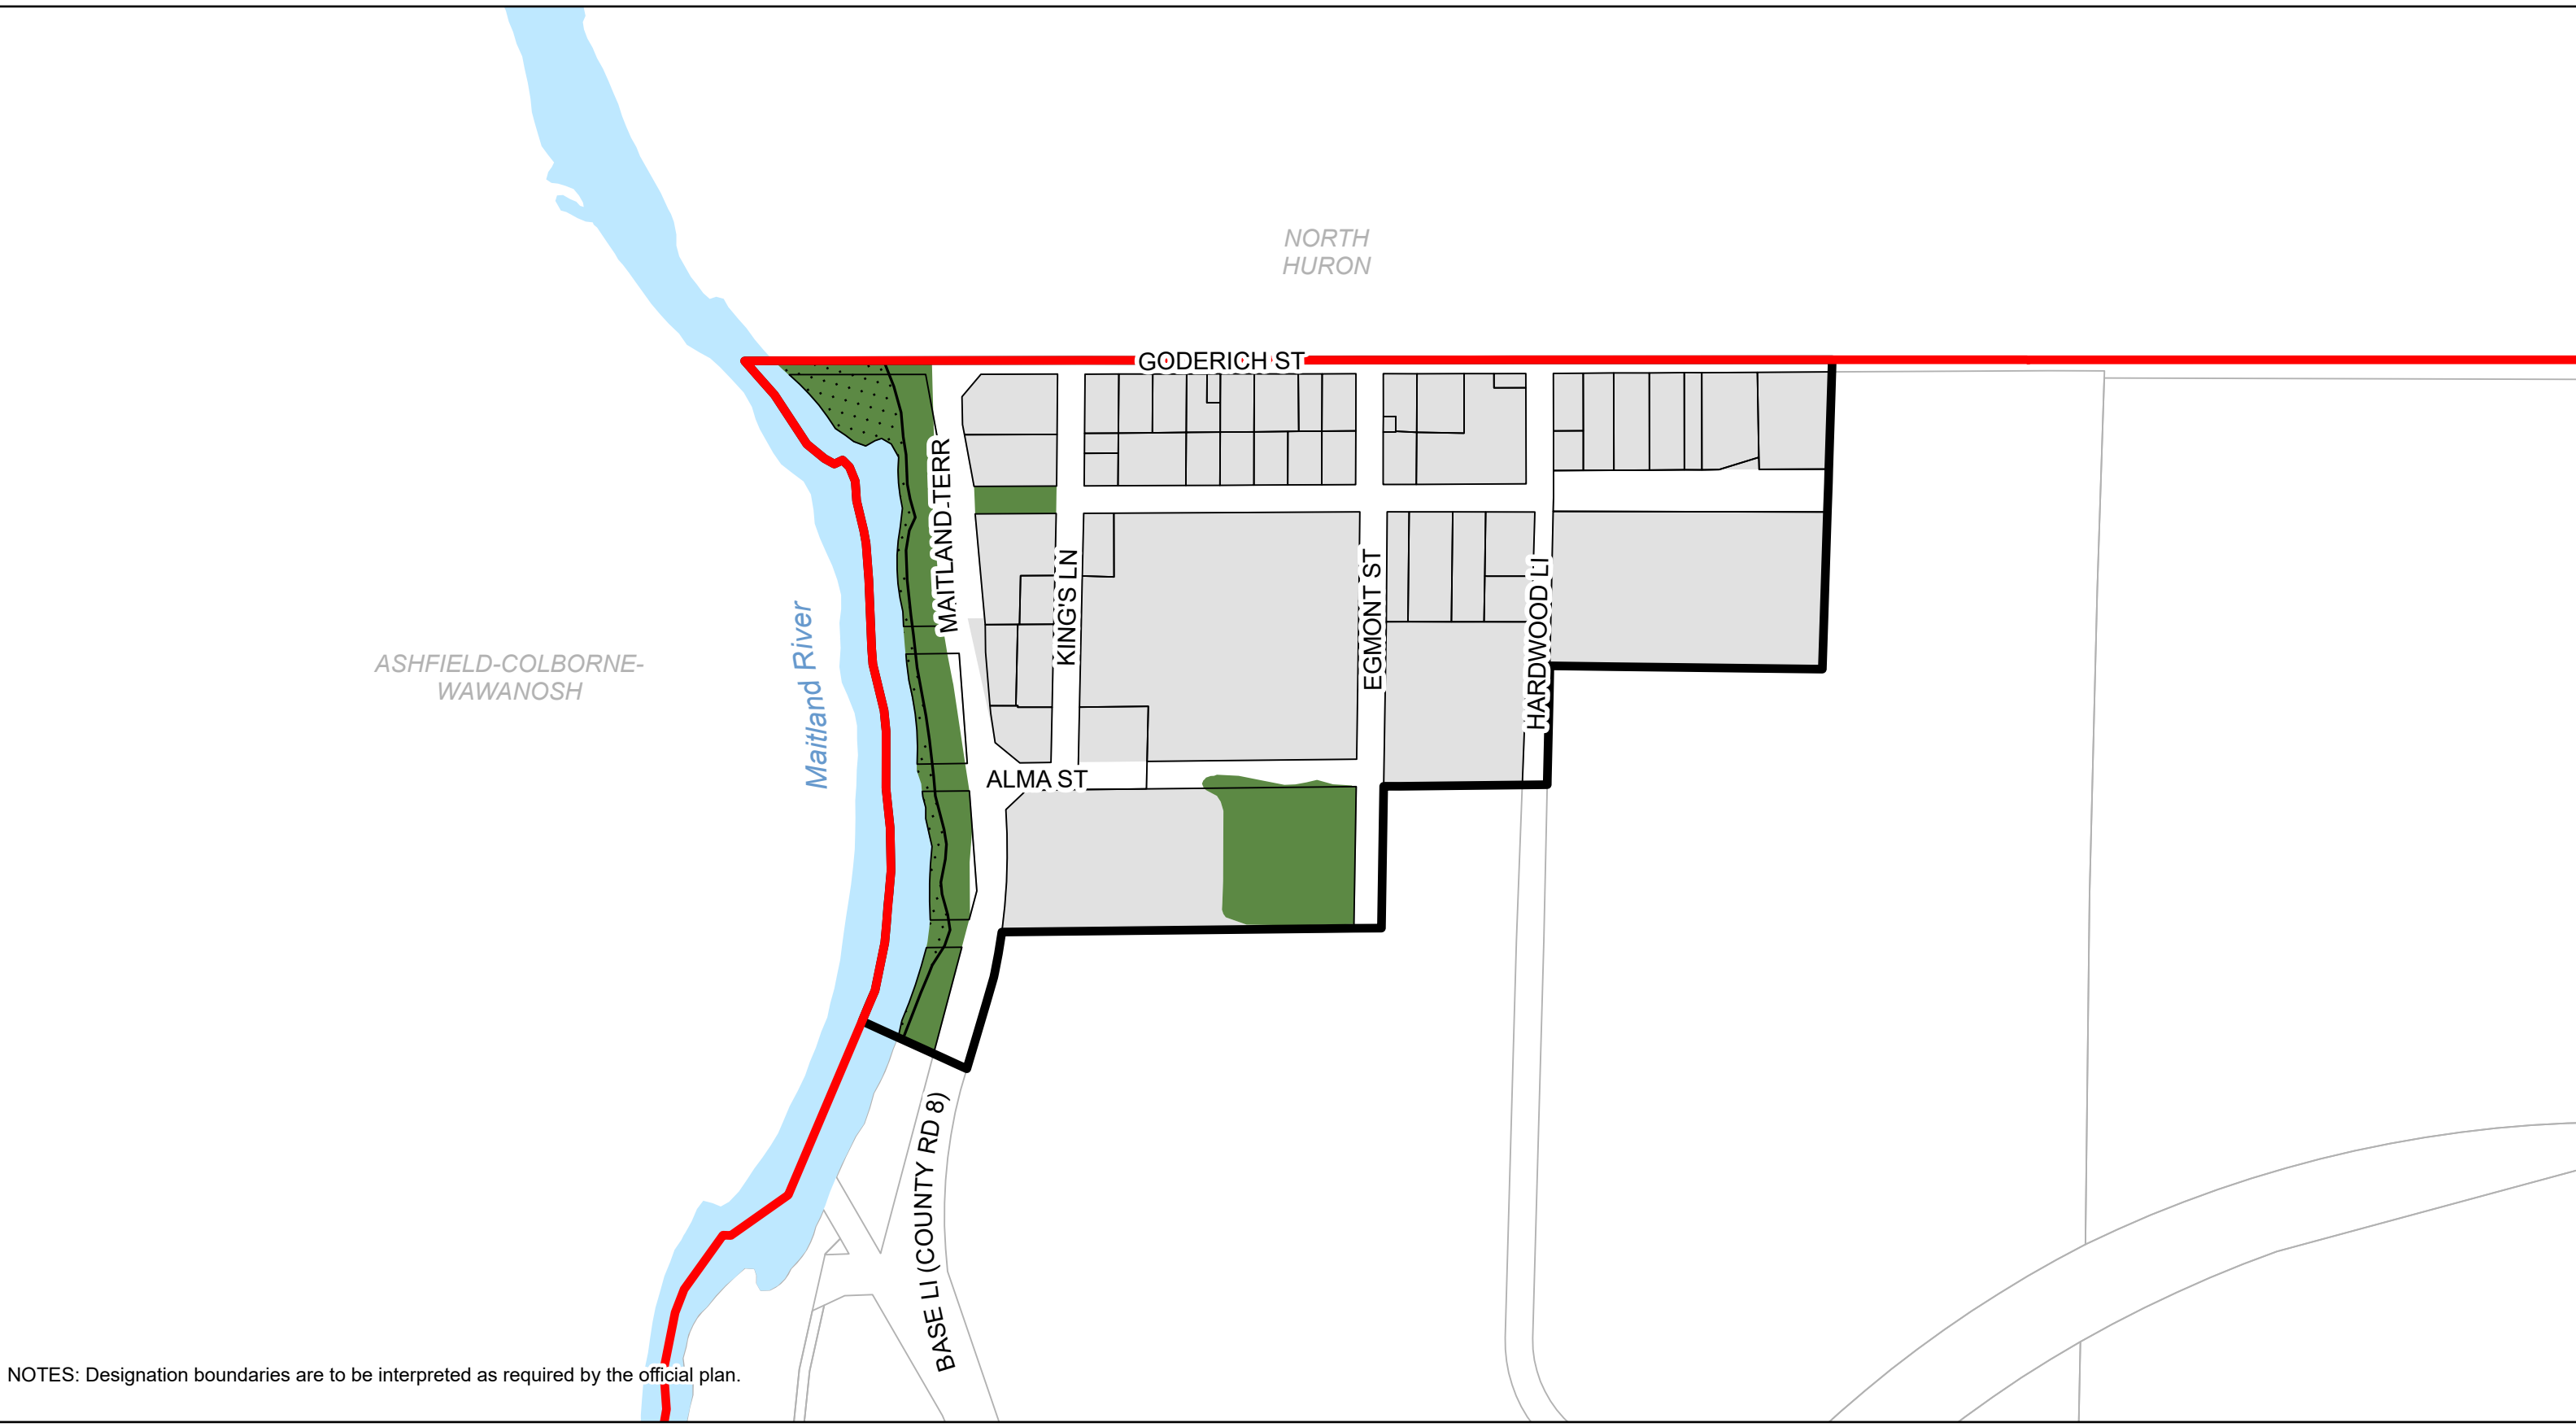 NORTH
HURON
GODERICH ST
MAITLAND TERR
KING'S LN
EGMONT ST
HARDWOOD LI
Maitland River
ASHFIELD-COLBORNE-
WAWANOSH
ALMA ST
BASE LI (COUNTY RD 8)
NOTES: Designation boundaries are to be interpreted as required by the official plan.